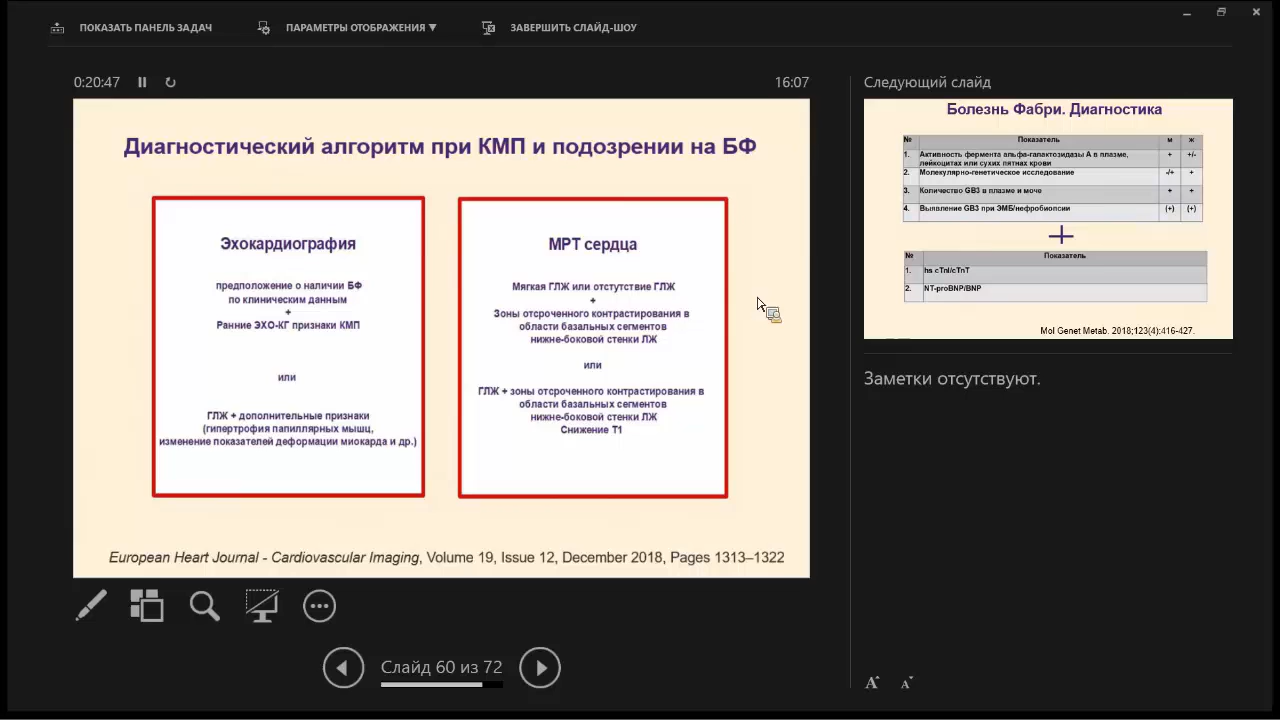 ПОКАЗАТЬ ПАНЕЛЬ ЗАДАЧ
ПАРАМЕТРЫ ОТОБРАЖЕНИЯ ▼
ЗАВЕРШИТЬ СЛАЙД-ШОУ
0:20:47
16:07
Диагностический алгоритм при КМП и подозрении на БФ
Эхокардиография
предположение о наличии БФ
по клиническим данным
+
Ранние ЭХО-КГ признаки КМП
или
ГЛЖ + дополнительные признаки
(гипертрофия папиллярных мышц,
изменение показателей деформации миокарда и др.)
МРТ сердца
Мягкая ГЛЖ или отстутствие ГЛЖ
+
Зоны отсроченного контрастирования в
области базальных сегментов
нижне-боковой стенки ЛЖ
или
ГЛЖ + зоны отсроченного контрастирования в
области базальных сегментов
нижне-боковой стенки ЛЖ
Снижение Т1
European Heart Journal - Cardiovascular Imaging, Volume 19, Issue 12, December 2018, Pages 1313–1322
Слайд 60 из 72
Следующий слайд
Болезнь Фабри. Диагностика
№ Показатель м ж
1. Активность фермента альфа-галактозидазы А в плазме, + +/-
лейкоцитах или сухих пятнах крови
2. Молекулярно-генетическое исследование -/+ +
3. Количество GB3 в плазме и моче + +
4. Выявление GB3 при ЭМБ/нефробиопсии (+) (+)
+
№ Показатель
1. hs cTnI/cTnT
2. NT-proBNP/BNP
Mol Genet Metab. 2018;123(4):416-427.
Заметки отсутствуют.
A A